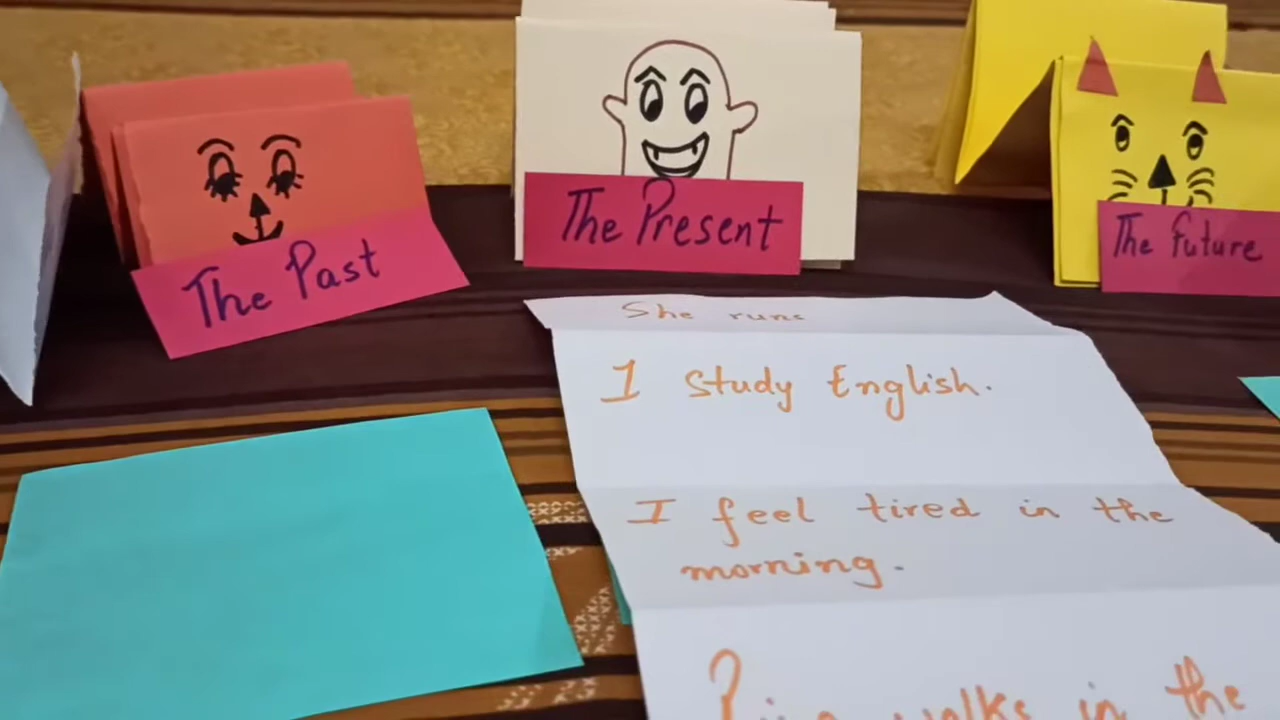 The Past
The Present
The Future
She runs
I study English.
I feel tired in the
morning.
walks in the